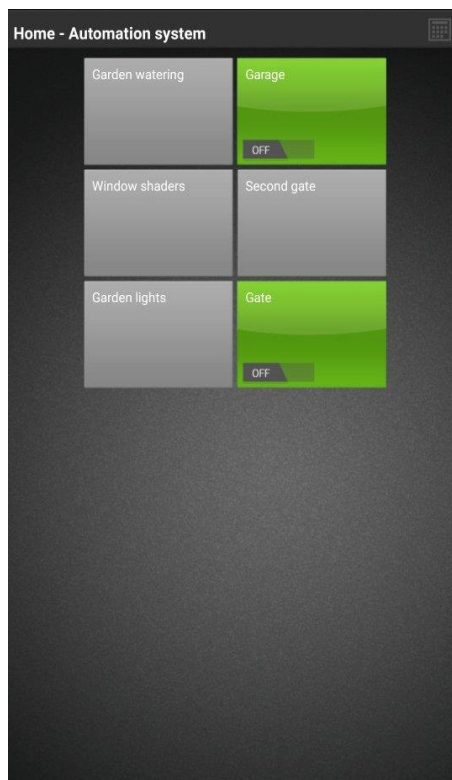 Home - Automation system
Garden watering
Garage
OFF
Window shaders
Second gate
Garden lights
Gate
OFF